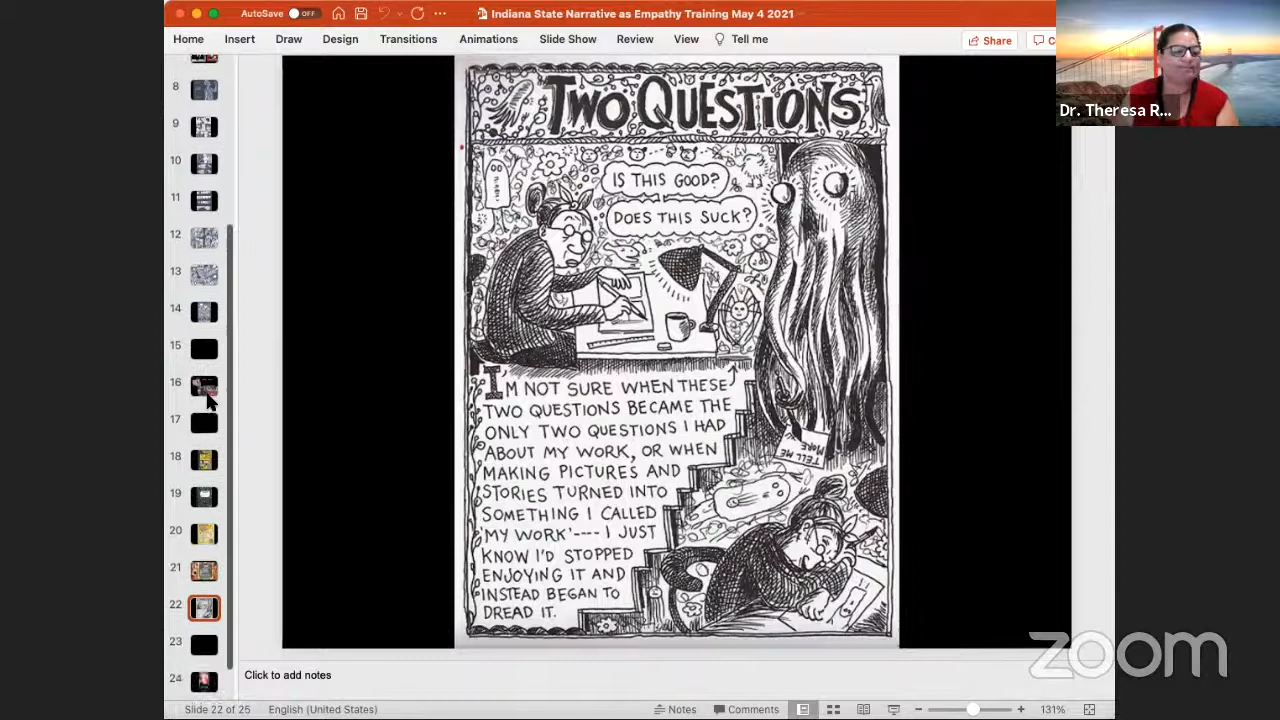 AutoSave OFF
Indiana State Narrative as Empathy Training May 4 2021
Home Insert Draw Design Transitions Animations Slide Show Review View Tell me
Share
Dr. Theresa R...
8
9
10
11
12
13
14
15
16
17
18
19
20
21
22
23
24
TWO QUESTIONS
IS THIS GOOD?
DOES THIS SUCK?
I'M NOT SURE WHEN THESE
TWO QUESTIONS BECAME THE
ONLY TWO QUESTIONS I HAD
ABOUT MY WORK, OR WHEN
MAKING PICTURES AND
STORIES TURNED INTO
SOMETHING I CALLED
'MY WORK'---- I JUST
KNOW I'D STOPPED
ENJOYING IT AND
INSTEAD BEGAN TO
DREAD IT.
TELL ME
MORE
zoom
Click to add notes
Slide 22 of 25 English (United States) Notes Comments 131%